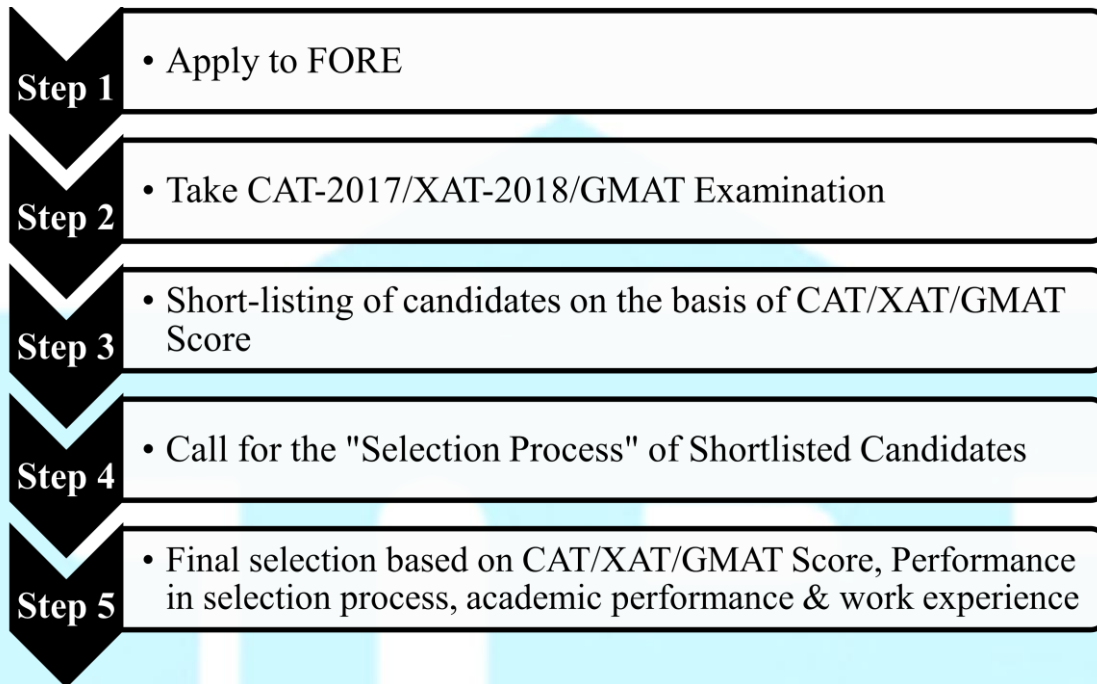 Step 1
• Apply to FORE
Step 2
• Take CAT-2017/XAT-2018/GMAT Examination
Step 3
• Short-listing of candidates on the basis of CAT/XAT/GMAT
Score
Step 4
• Call for the "Selection Process" of Shortlisted Candidates
Step 5
• Final selection based on CAT/XAT/GMAT Score, Performance
in selection process, academic performance & work experience